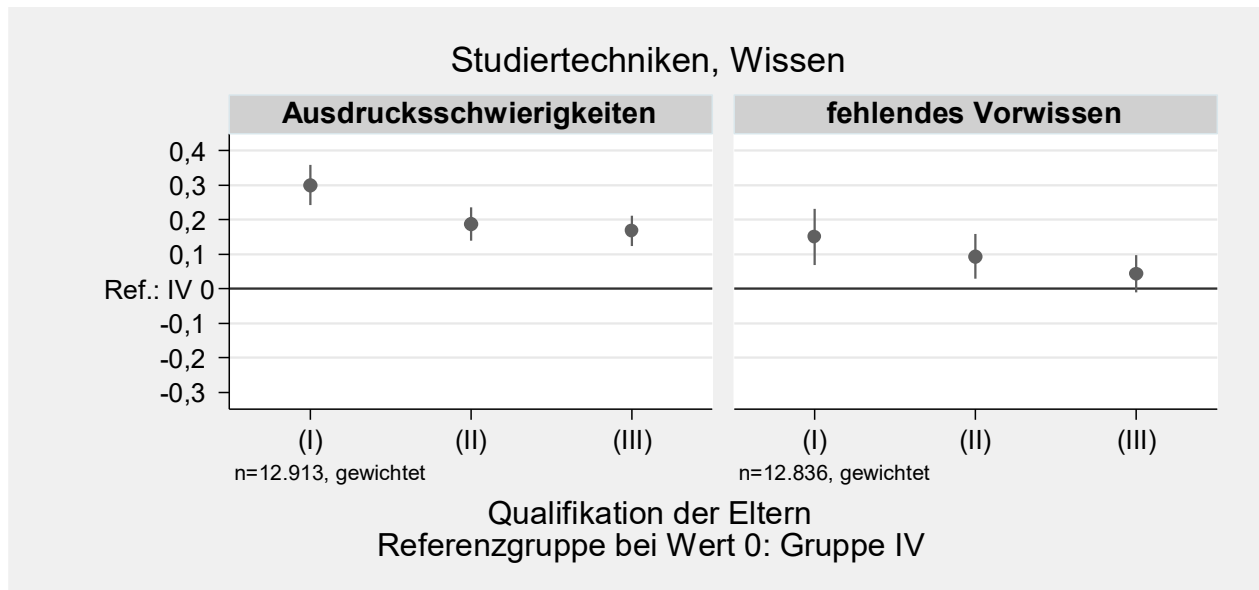 Studiertechniken, Wissen
Ausdrucksschwierigkeiten
fehlendes Vorwissen
0,4
0,3
0,2
0,1
Ref.: IV 0
-0,1
-0,2
-0,3
(I) (II) (III)
(I) (II) (III)
n=12.913, gewichtet
n=12.836, gewichtet
Qualifikation der Eltern
Referenzgruppe bei Wert 0: Gruppe IV